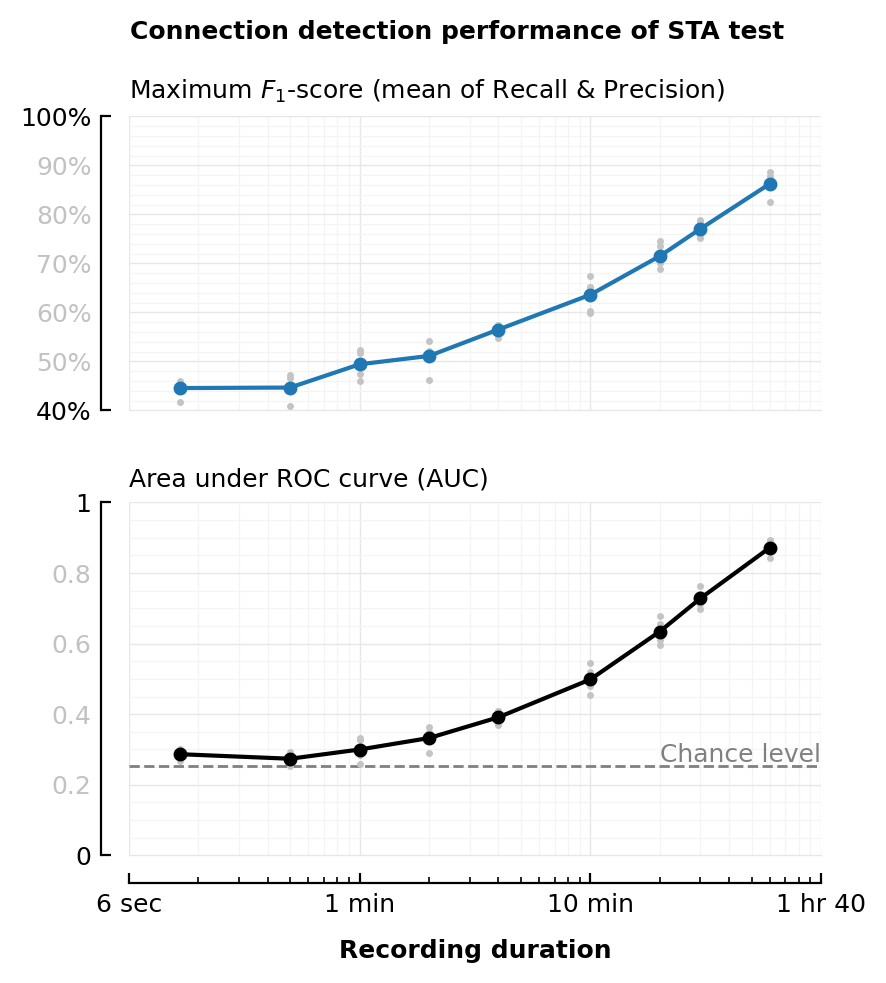 Connection detection performance of STA test
Maximum F1-score (mean of Recall & Precision)
100%
90%
80%
70%
60%
50%
40%
Area under ROC curve (AUC)
1
0.8
0.6
0.4
Chance level
0.2
0
6 sec 1 min 10 min 1 hr 40
Recording duration